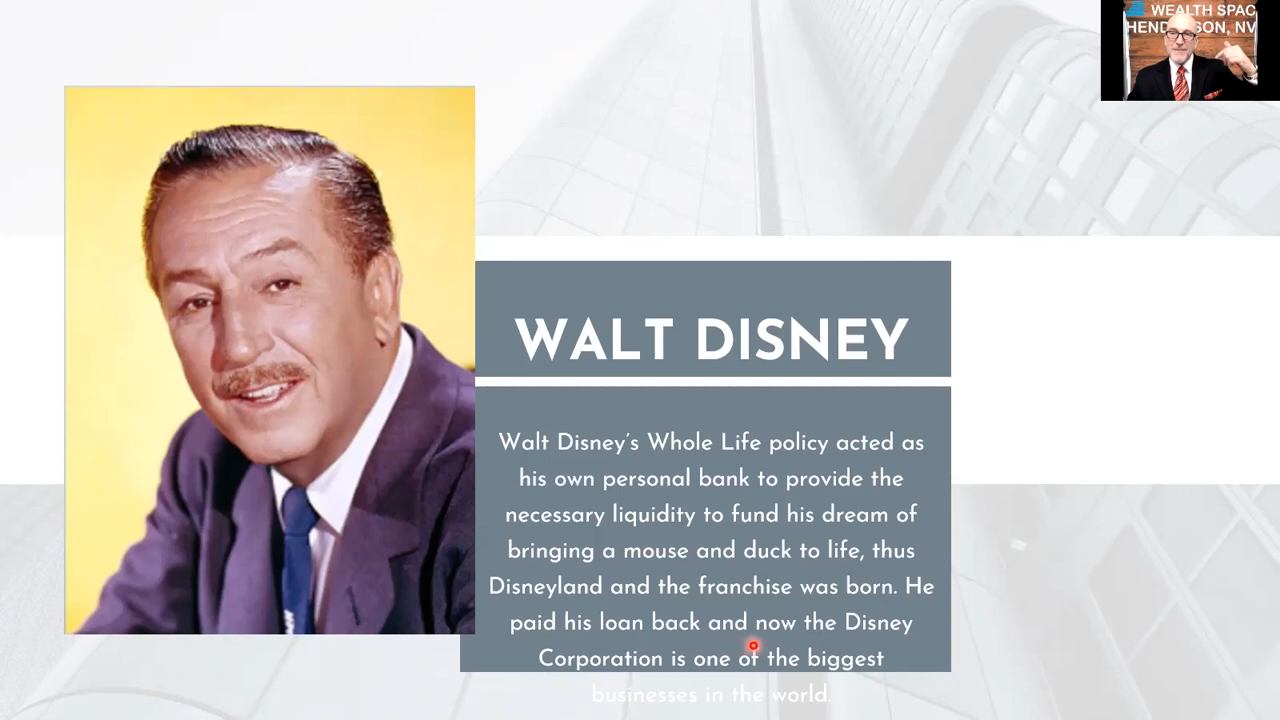 WEALTH SPAC
HENDERSON, NV
WALT DISNEY
Walt Disney's Whole Life policy acted as
his own personal bank to provide the
necessary liquidity to fund his dream of
bringing a mouse and duck to life, thus
Disneyland and the franchise was born. He
paid his loan back and now the Disney
Corporation is one of the biggest
businesses in the world.